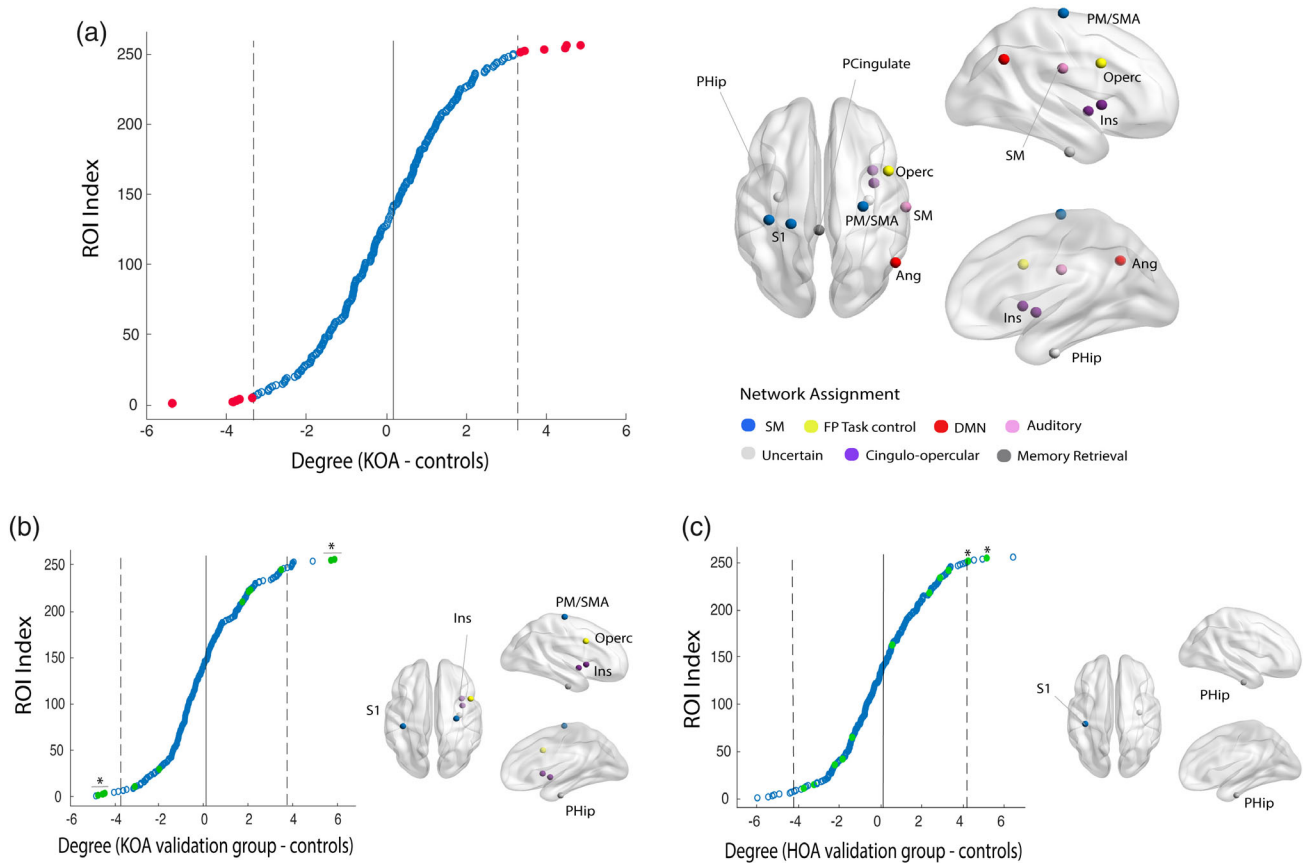 (a)
250
200
150
100
50
0
ROI Index
-6
-4
-2
0
2
4
6
Degree (KOA - controls)
PHip
PCingulate
Operc
PM/SMA
SM
S1
Ang
PM/SMA
Operc
Ins
SM
Ang
Ins
PHip
Network Assignment
SM
FP Task control
DMN
Auditory
Uncertain
Cingulo-opercular
Memory Retrieval
(b)
250
200
150
100
50
0
ROI Index
*
*
-4
-2
0
2
4
6
Degree (KOA validation group - controls)
Ins
S1
PM/SMA
Operc
Ins
PHip
(c)
250
200
150
100
50
0
ROI Index
*
*
-6
-4
-2
0
2
4
6
Degree (HOA validation group - controls)
S1
PHip
PHip